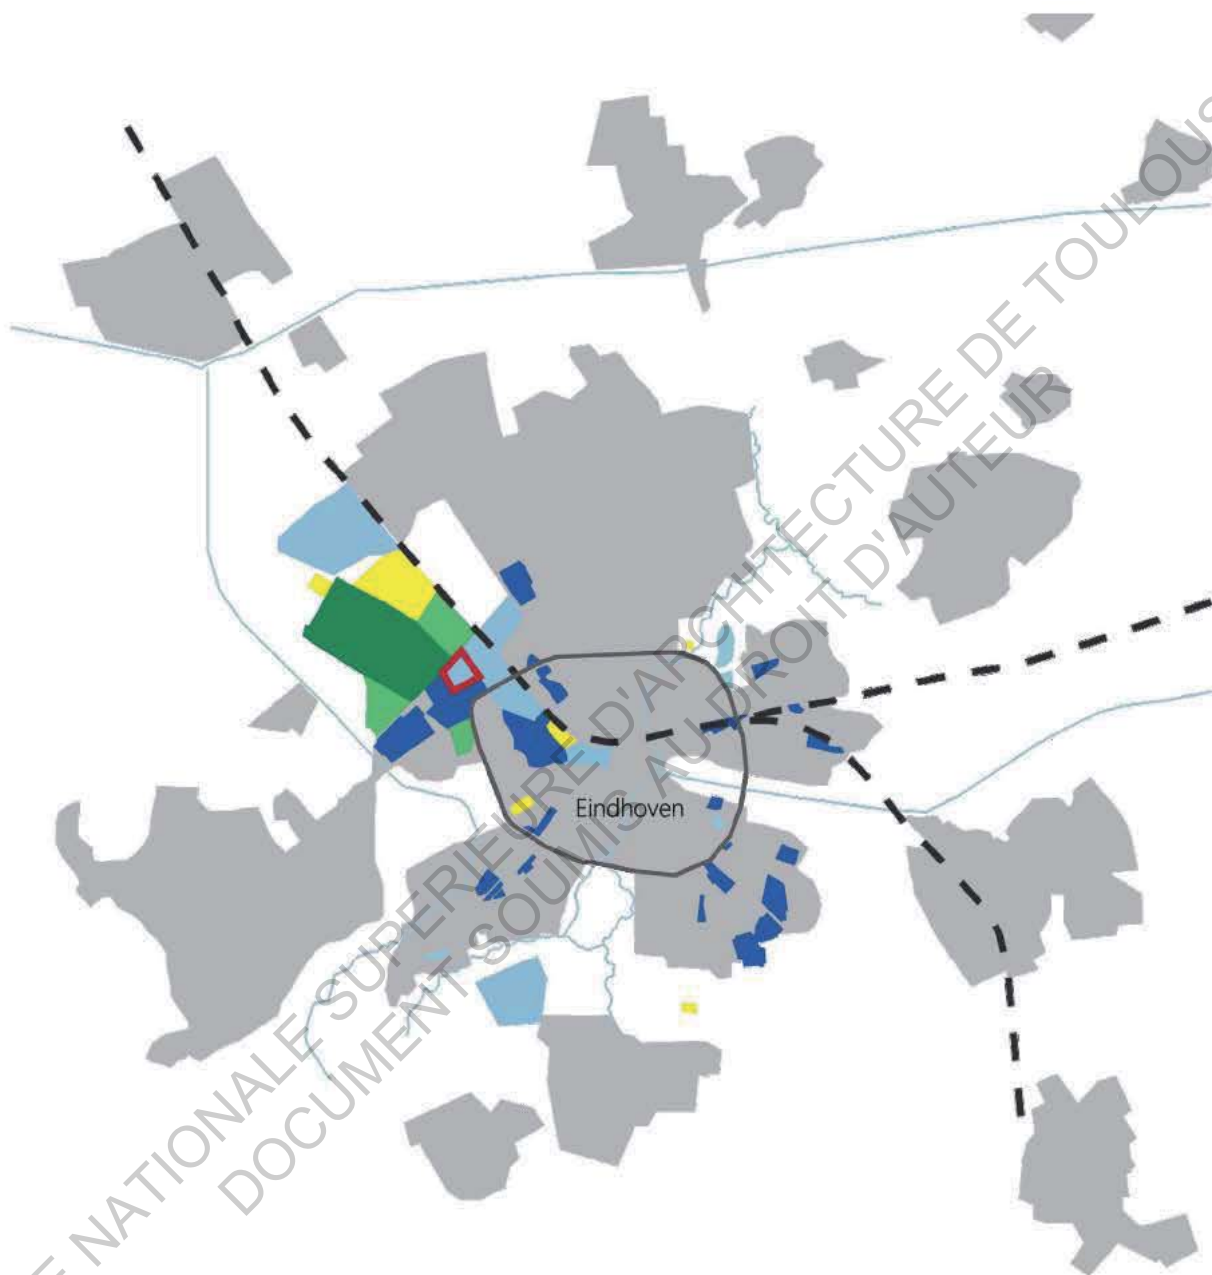 Eindhoven
NATIONALE SUPERIEURE D'ARCHITECTURE DE TOULOUS
DOCUMENT SOUMIS AU DROIT D'AUTEUR